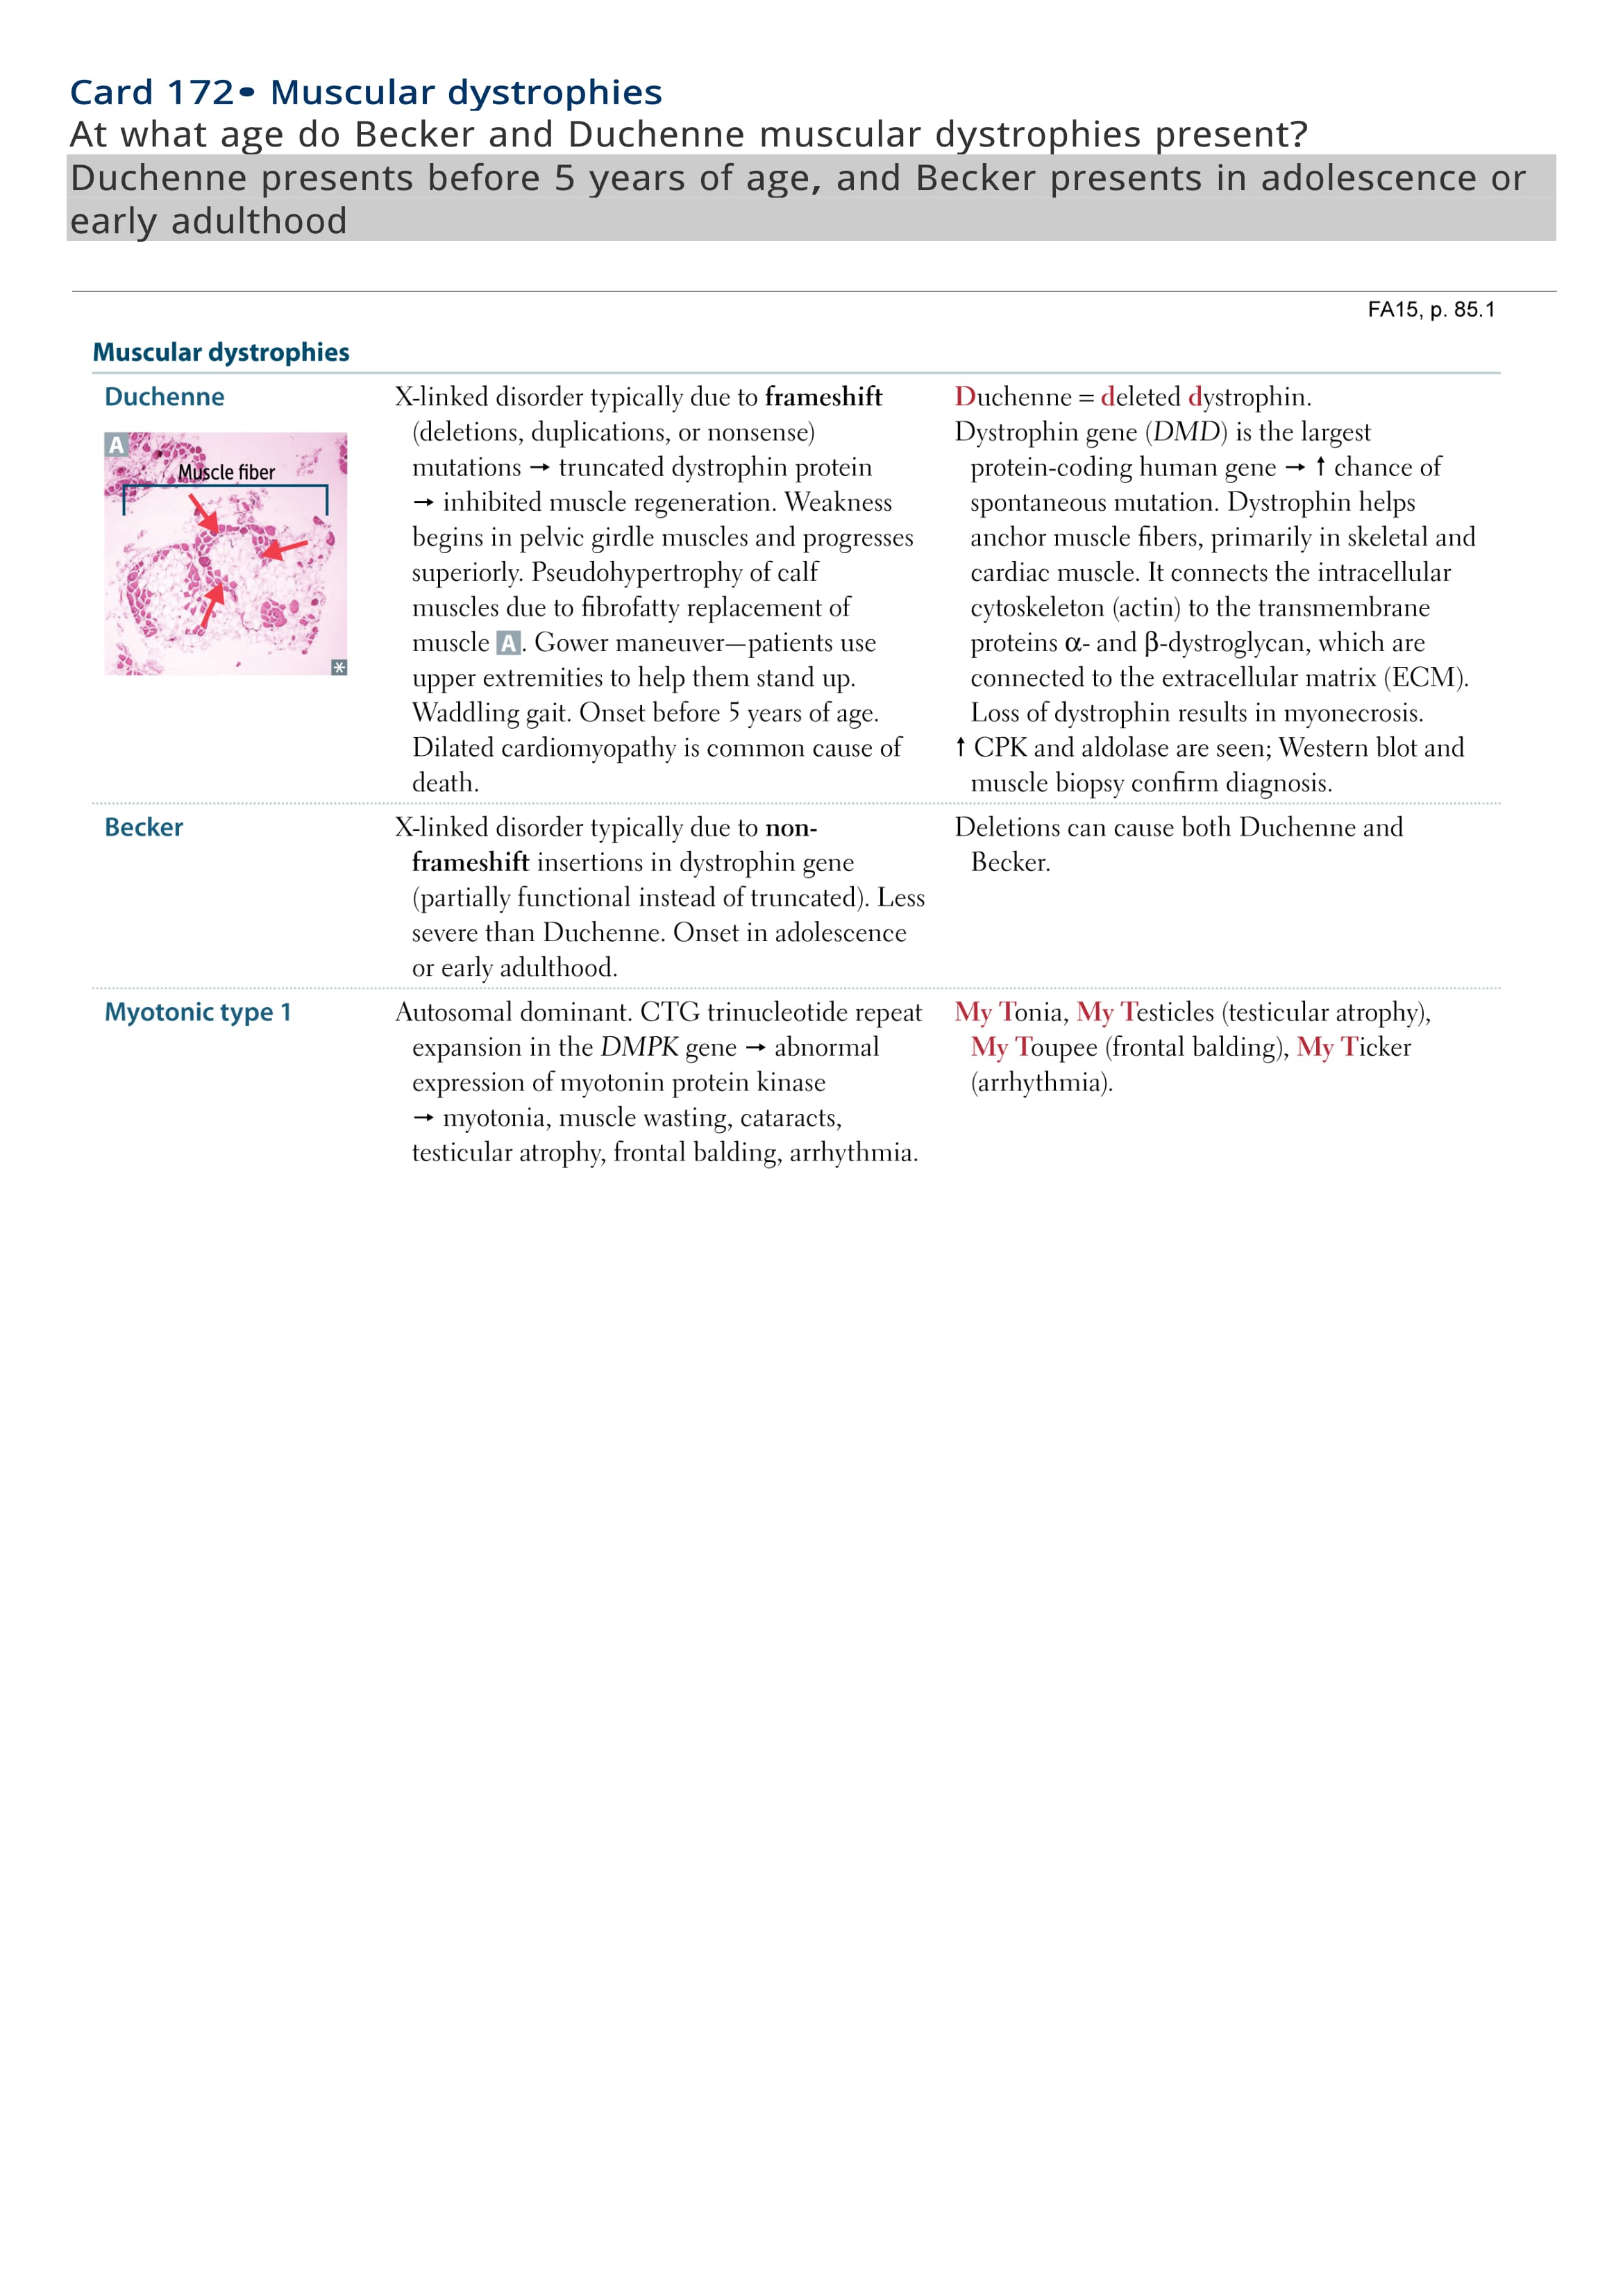 Card 172• Muscular dystrophies
At what age do Becker and Duchenne muscular dystrophies present?
Duchenne presents before 5 years of age, and Becker presents in adolescence or
early adulthood
FA15, p. 85.1
Muscular dystrophies
Duchenne
A
Muscle fiber
*
X-linked disorder typically due to frameshift
(deletions, duplications, or nonsense)
mutations → truncated dystrophin protein
→ inhibited muscle regeneration. Weakness
begins in pelvic girdle muscles and progresses
superiorly. Pseudohypertrophy of calf
muscles due to fibrofatty replacement of
muscle A. Gower maneuver—patients use
upper extremities to help them stand up.
Waddling gait. Onset before 5 years of age.
Dilated cardiomyopathy is common cause of
death.
Duchenne = deleted dystrophin.
Dystrophin gene (DMD) is the largest
protein-coding human gene → ↑ chance of
spontaneous mutation. Dystrophin helps
anchor muscle fibers, primarily in skeletal and
cardiac muscle. It connects the intracellular
cytoskeleton (actin) to the transmembrane
proteins α- and β-dystroglycan, which are
connected to the extracellular matrix (ECM).
Loss of dystrophin results in myonecrosis.
↑ CPK and aldolase are seen; Western blot and
muscle biopsy confirm diagnosis.
Becker
X-linked disorder typically due to non-
frameshift insertions in dystrophin gene
(partially functional instead of truncated). Less
severe than Duchenne. Onset in adolescence
or early adulthood.
Deletions can cause both Duchenne and
Becker.
Myotonic type 1
Autosomal dominant. CTG trinucleotide repeat
expansion in the DMPK gene → abnormal
expression of myotonin protein kinase
→ myotonia, muscle wasting, cataracts,
testicular atrophy, frontal balding, arrhythmia.
My Tonia, My Testicles (testicular atrophy),
My Toupee (frontal balding), My Ticker
(arrhythmia).